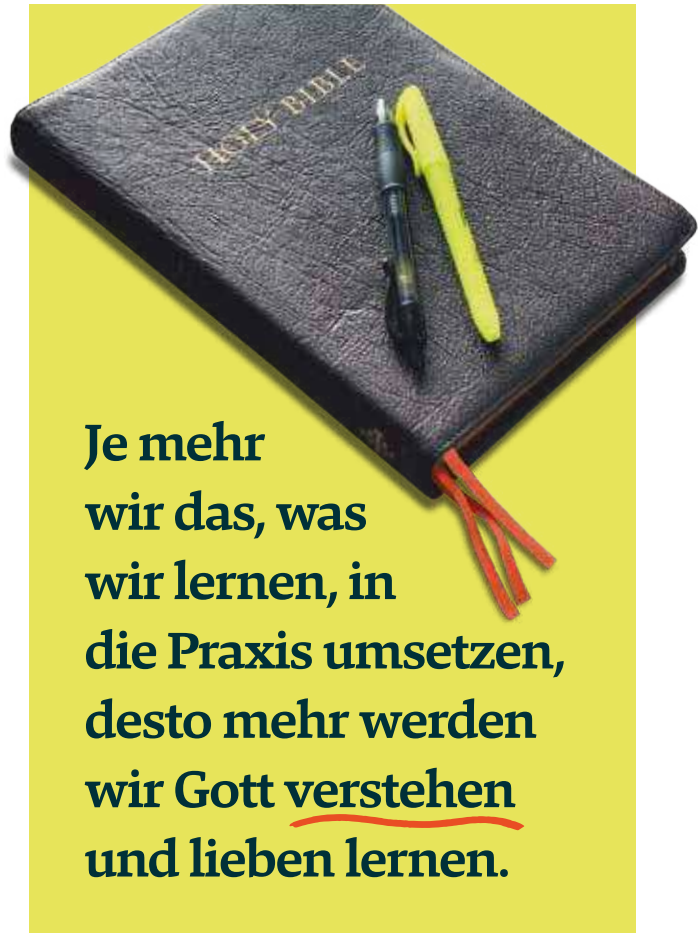 HOLY BIBLE
Je mehr
wir das, was
wir lernen, in
die Praxis umsetzen,
desto mehr werden
wir Gott verstehen
und lieben lernen.